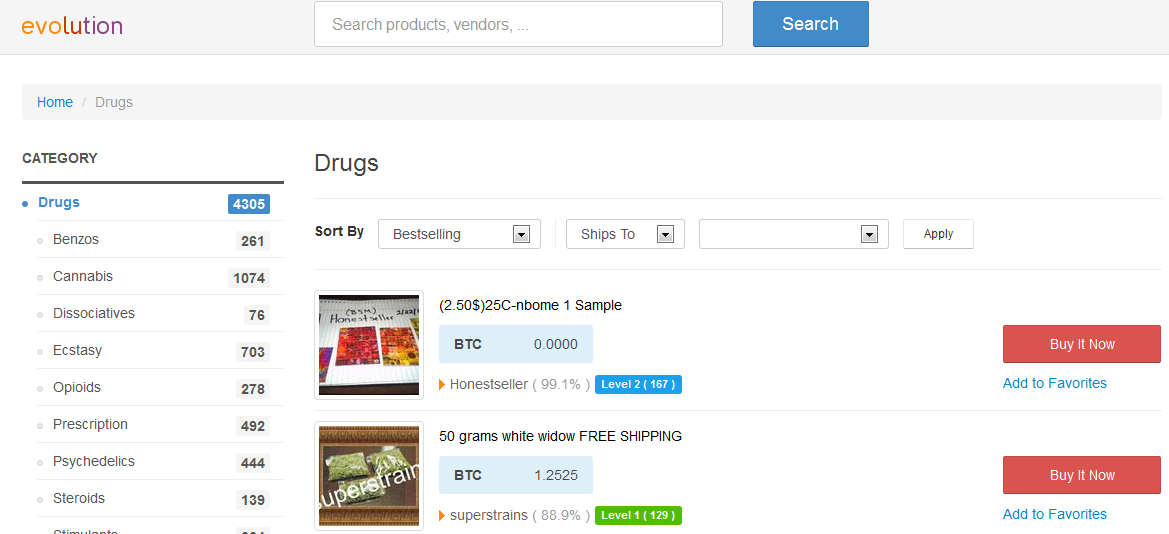 evolution
Search products, vendors, ...
Search
Home / Drugs
CATEGORY
Drugs 4305
Benzos 261
Cannabis 1074
Dissociatives 76
Ecstasy 703
Opioids 278
Prescription 492
Psychedelics 444
Steroids 139
Stimulants
Drugs
Sort By Bestselling Ships To Apply
(BSM)
Honestseller
(2.50$)25C-nbome 1 Sample
BTC 0.0000
Buy It Now
Honestseller ( 99.1% ) Level 2 ( 167 )
Add to Favorites
superstrain
50 grams white widow FREE SHIPPING
BTC 1.2525
Buy It Now
superstrains ( 88.9% ) Level 1 ( 129 )
Add to Favorites